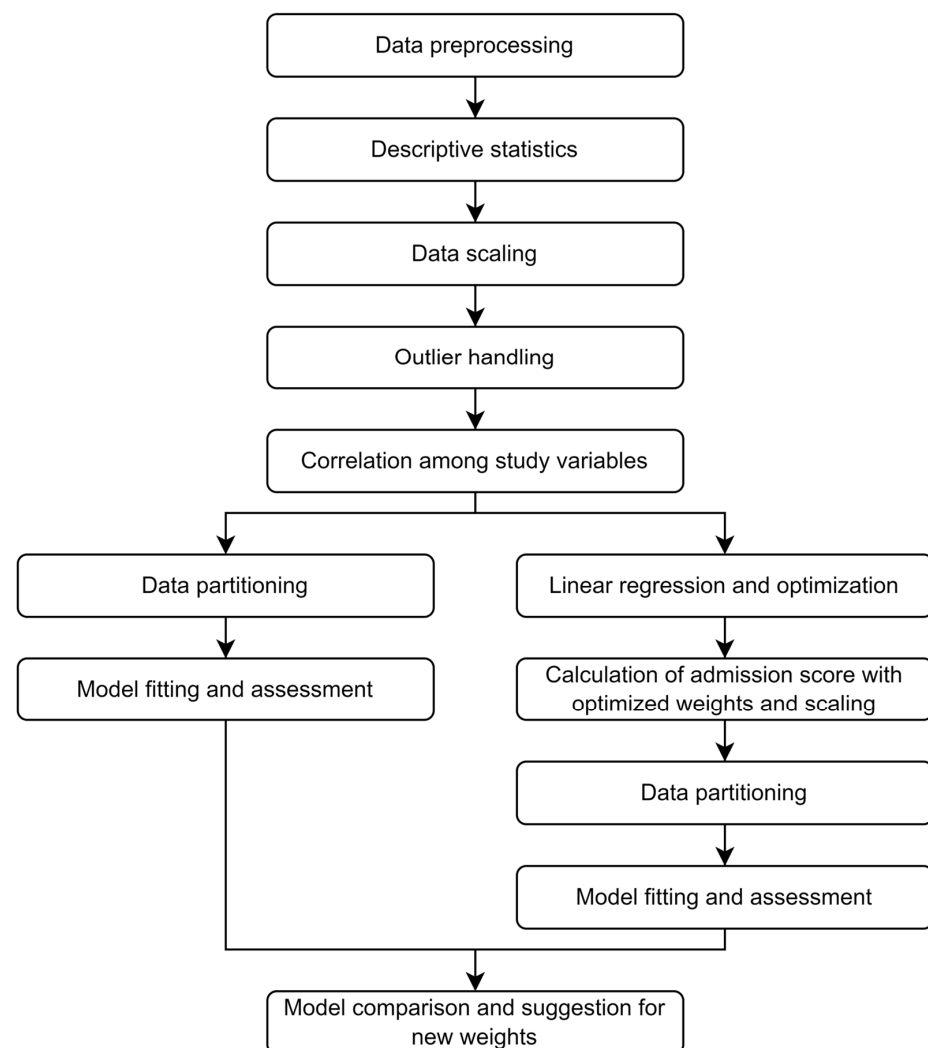 Data preprocessing
Descriptive statistics
Data scaling
Outlier handling
Correlation among study variables
Data partitioning
Model fitting and assessment
Linear regression and optimization
Calculation of admission score with
optimized weights and scaling
Data partitioning
Model fitting and assessment
Model comparison and suggestion for
new weights